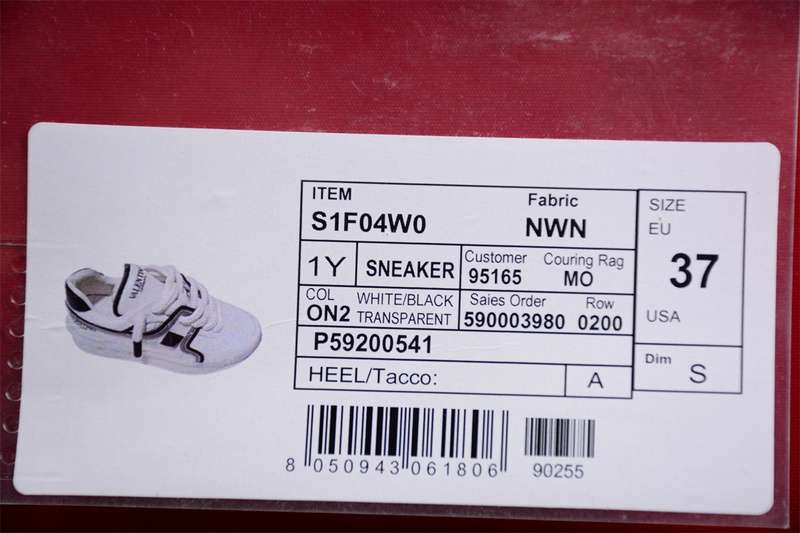 ITEM Fabric
S1F04W0 NWN
SIZE
EU
37
USA
Dim S
1Y SNEAKER
Customer Couring Rag
95165 MO
COL WHITE/BLACK
ON2 TRANSPARENT
Sales Order Row
590003980 0200
P59200541
HEEL/Tacco: A
8 050943 061806 90255